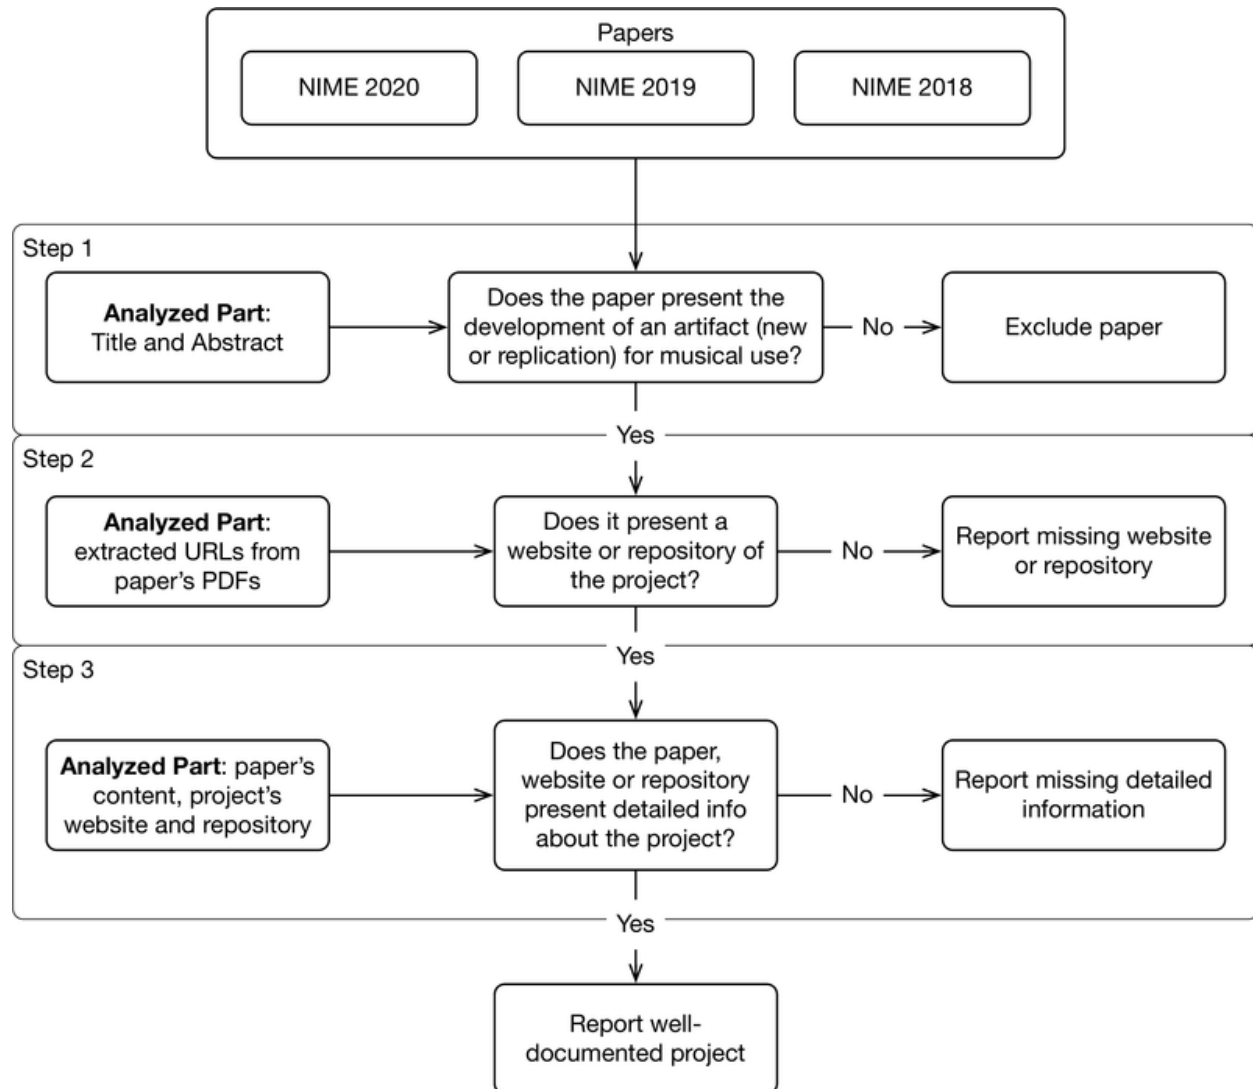 Papers
NIME 2020
NIME 2019
NIME 2018
Step 1
Analyzed Part:
Title and Abstract
Does the paper present the
development of an artifact (new
or replication) for musical use?
No
Exclude paper
Yes
Step 2
Analyzed Part:
extracted URLs from
paper's PDFs
Does it present a
website or repository of
the project?
No
Report missing website
or repository
Yes
Step 3
Analyzed Part: paper's
content, project's
website and repository
Does the paper,
website or repository
present detailed info
about the project?
No
Report missing detailed
information
Yes
Report well-
documented project